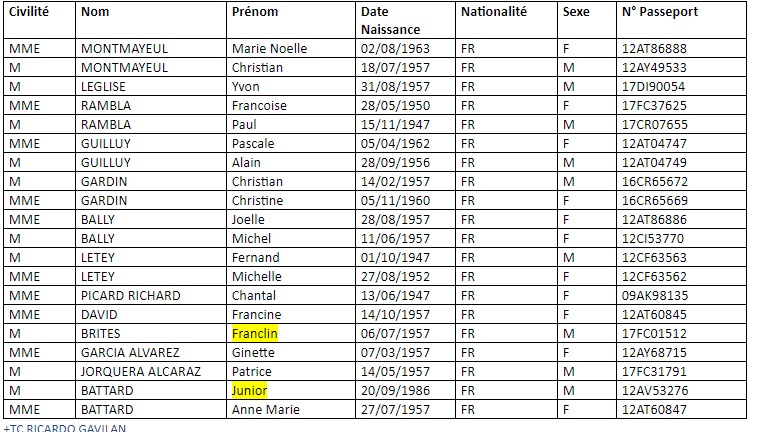 Civilité Nom Prénom Date Naissance Nationalité Sexe N° Passeport
MME MONTMAYEUL Marie Noelle 02/08/1963 FR F 12AT86888
M MONTMAYEUL Christian 18/07/1957 FR M 12AY49533
M LEGLISE Yvon 31/08/1957 FR M 17DI90054
MME RAMBLA Francoise 28/05/1950 FR F 17FC37625
M RAMBLA Paul 15/11/1947 FR M 17CR07655
MME GUILLUY Pascale 05/04/1962 FR F 12AT04747
M GUILLUY Alain 28/09/1956 FR M 12AT04749
M GARDIN Christian 14/02/1957 FR M 16CR65672
MME GARDIN Christine 05/11/1960 FR F 16CR65669
MME BALLY Joelle 28/08/1957 FR F 12AT86886
M BALLY Michel 11/06/1957 FR F 12CI53770
M LETEY Fernand 01/10/1947 FR M 12CF63563
MME LETEY Michelle 27/08/1952 FR F 12CF63562
MME PICARD RICHARD Chantal 13/06/1947 FR F 09AK98135
MME DAVID Francine 14/10/1957 FR F 12AT60845
M BRITES Franclin 06/07/1957 FR M 17FC01512
MME GARCIA ALVAREZ Ginette 07/03/1957 FR F 12AY68715
M JORQUERA ALCARAZ Patrice 14/05/1957 FR M 17FC31791
M BATTARD Junior 20/09/1986 FR M 12AV53276
MME BATTARD Anne Marie 27/07/1957 FR F 12AT60847
+TC RICARDO GAVILAN